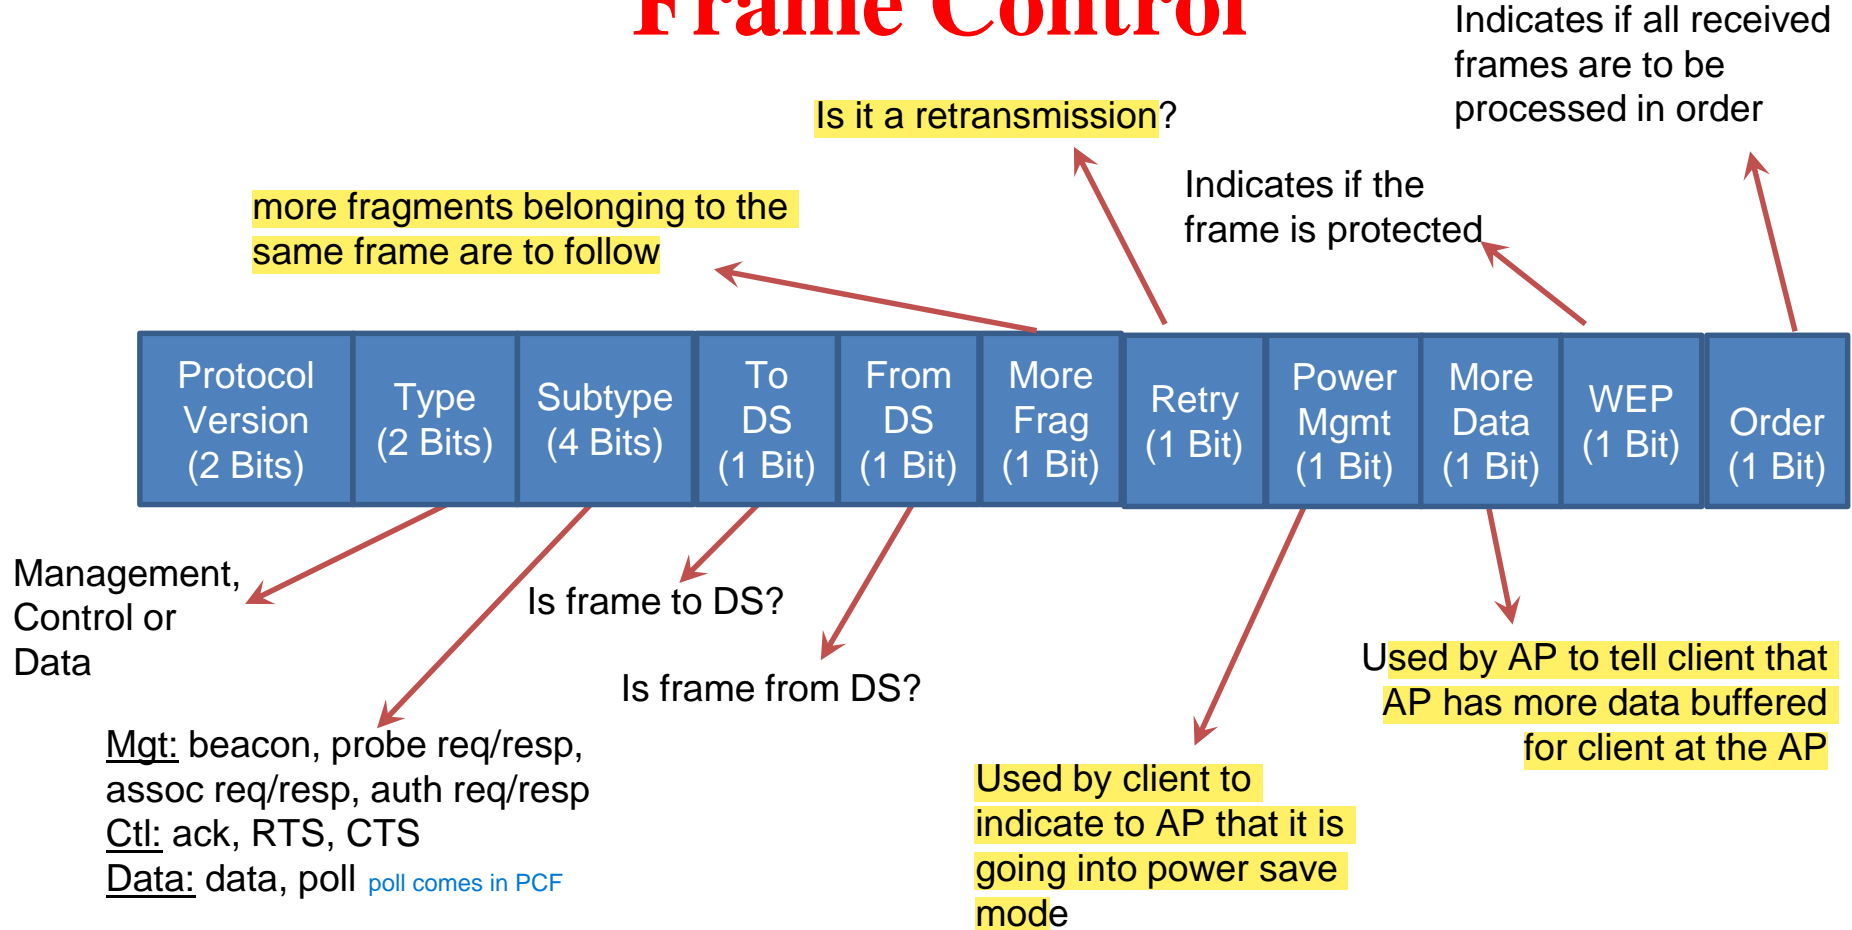 Frame Control
Indicates if all received
frames are to be
processed in order
Is it a retransmission?
Indicates if the
frame is protected
more fragments belonging to the
same frame are to follow
Protocol
Version
(2 Bits)
Type
(2 Bits)
Subtype
(4 Bits)
To
DS
(1 Bit)
From
DS
(1 Bit)
More
Frag
(1 Bit)
Retry
(1 Bit)
Power
Mgmt
(1 Bit)
More
Data
(1 Bit)
WEP
(1 Bit)
Order
(1 Bit)
Management,
Control or
Data
Is frame to DS?
Is frame from DS?
Mgt: beacon, probe req/resp,
assoc req/resp, auth req/resp
Ctl: ack, RTS, CTS
Data: data, poll poll comes in PCF
Used by client to
indicate to AP that it is
going into power save
mode
Used by AP to tell client that
AP has more data buffered
for client at the AP